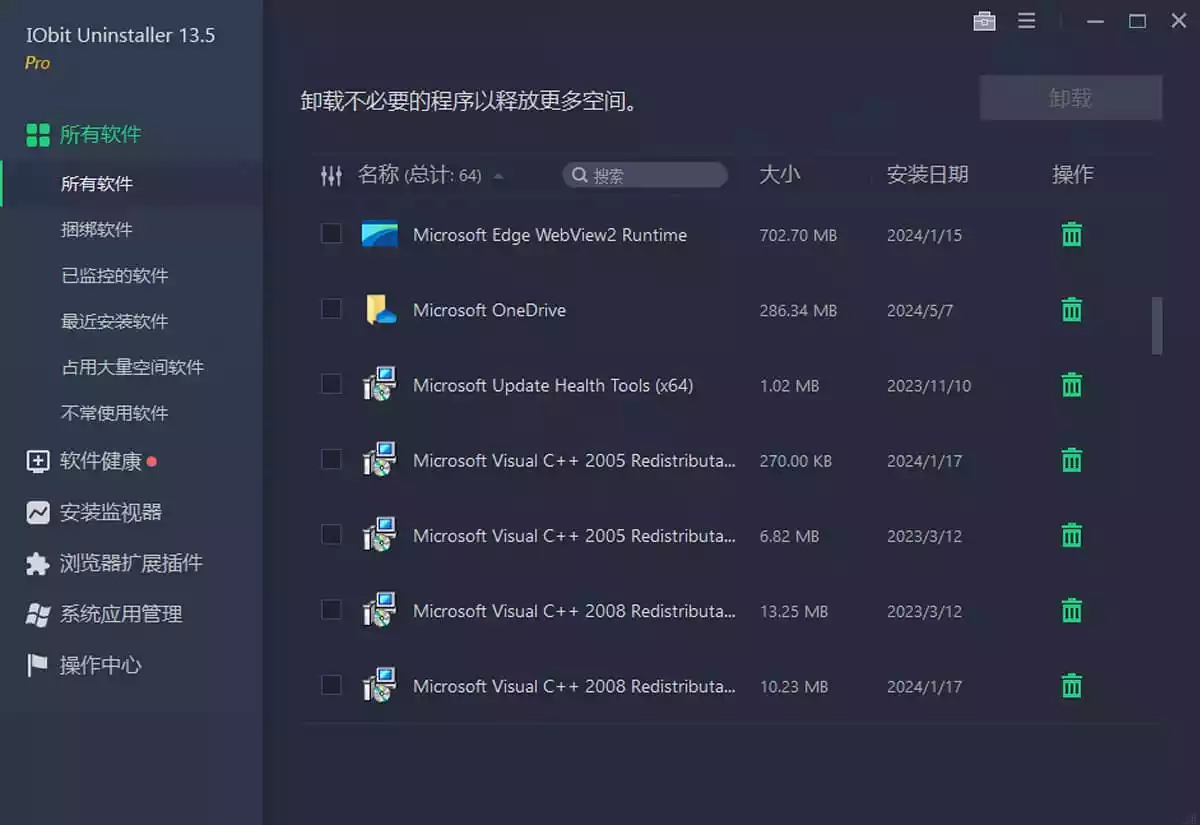 IObit Uninstaller 13.5
Pro
所有软件
所有软件
捆绑软件
已监控的软件
最近安装软件
占用大量空间软件
不常使用软件
软件健康
安装监视器
浏览器扩展插件
系统应用管理
操作中心
卸载不必要的程序以释放更多空间。
卸载
名称 (总计: 64) 搜索 大小 安装日期 操作
Microsoft Edge WebView2 Runtime 702.70 MB 2024/1/15
Microsoft OneDrive 286.34 MB 2024/5/7
Microsoft Update Health Tools (x64) 1.02 MB 2023/11/10
Microsoft Visual C++ 2005 Redistributa... 270.00 KB 2024/1/17
Microsoft Visual C++ 2005 Redistributa... 6.82 MB 2023/3/12
Microsoft Visual C++ 2008 Redistributa... 13.25 MB 2023/3/12
Microsoft Visual C++ 2008 Redistributa... 10.23 MB 2024/1/17